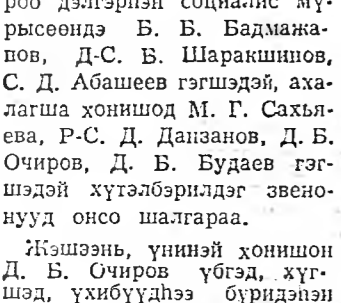 роо дэлгэрһэн социалис мү-
рысөөндэ Б. Б. Бадмажа-
пов, Д-С. Б. Шаракшинов,
С. Д. Абашеев гэгшэдэй, аха-
лагша хонишод М. Г. Сахья-
ева, Р-С. Д. Данзанов, Д. Б.
Очиров, Д. Б. Будаев гэг-
шэдэй хүтэлбэрилдэг звено-
нууд онсо шалгараа.
Жэшээнь, үнинэй хонишон
Д. Б. Очиров үбгэд, хүг-
шэд, үхибүүдһээ бүридэһэн